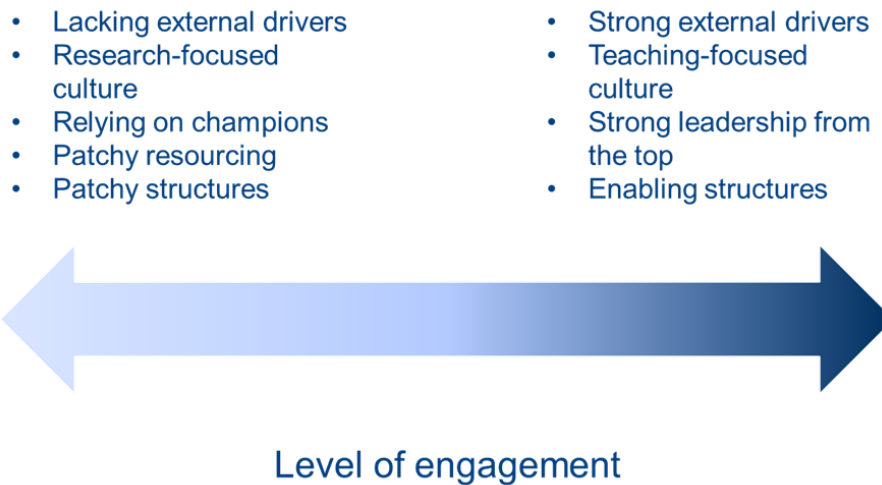 • Lacking external drivers
• Research-focused
culture
• Relying on champions
• Patchy resourcing
• Patchy structures
• Strong external drivers
• Teaching-focused
culture
• Strong leadership from
the top
• Enabling structures
Level of engagement